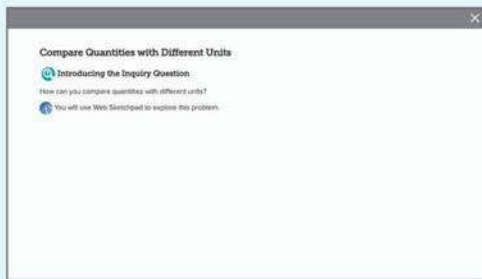 Compare Quantities with Different Units
Introducing the Inquiry Question
How can you compare quantities with different units?
You will use Web Sketchpad to explore this problem.